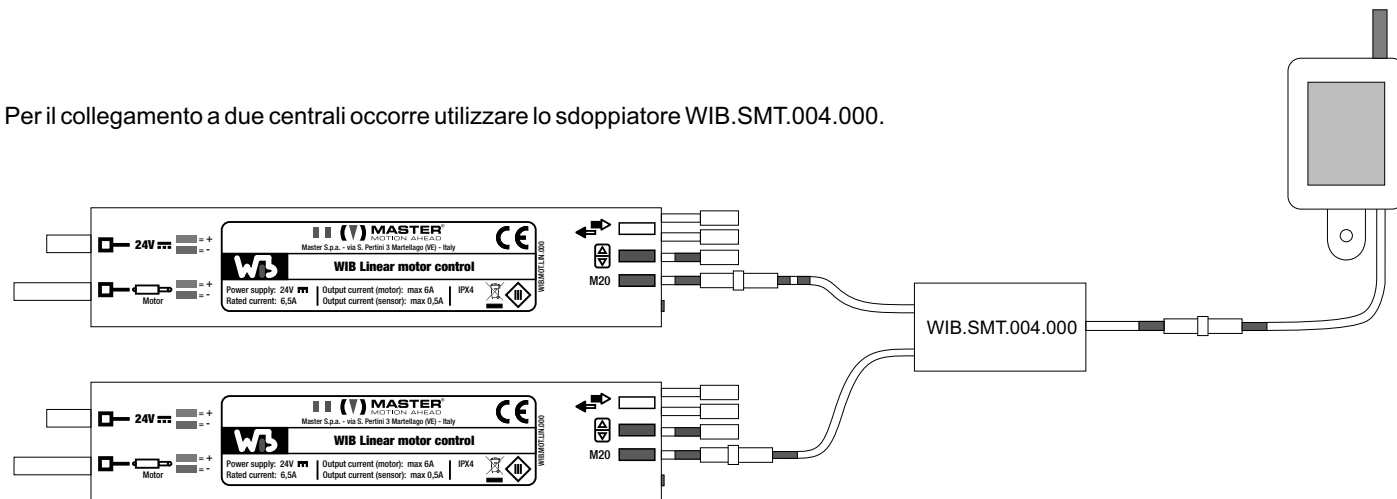 Per il collegamento a due centrali occorre utilizzare lo sdoppiatore WIB.SMT.004.000.
24V = +
= -
MASTER®
MOTION AHEAD
Master S.p.a. - via S. Pertini 3 Martellago (VE) - Italy
CE
WIB
WIB Linear motor control
Motor
= +
= -
Power supply: 24V
Rated current: 6,5A
Output current (motor): max 6A
Output current (sensor): max 0,5A
IPX4
III
WIB.MOT.LIN.000
M20
WIB.SMT.004.000
24V = +
= -
MASTER®
MOTION AHEAD
Master S.p.a. - via S. Pertini 3 Martellago (VE) - Italy
CE
WIB
WIB Linear motor control
Motor
= +
= -
Power supply: 24V
Rated current: 6,5A
Output current (motor): max 6A
Output current (sensor): max 0,5A
IPX4
III
WIB.MOT.LIN.000
M20